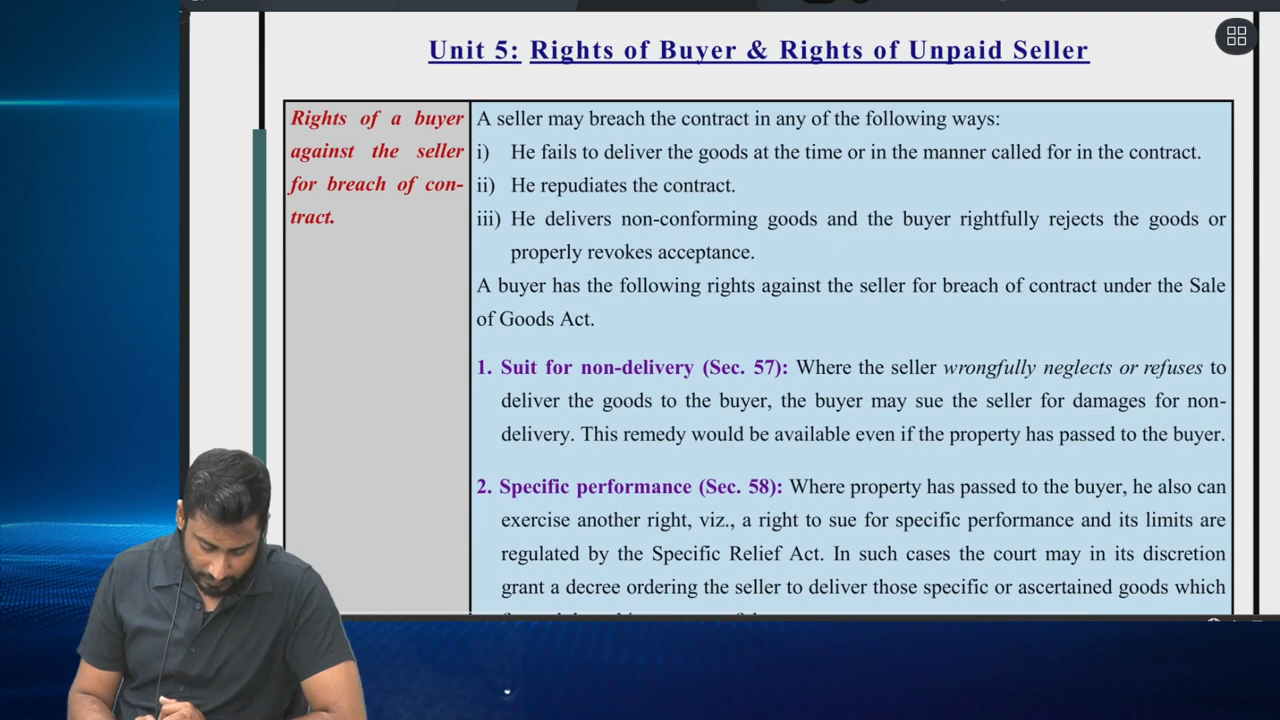 Unit 5: Rights of Buyer & Rights of Unpaid Seller
Rights of a buyer
against the seller
for breach of con-
tract.
A seller may breach the contract in any of the following ways:
i) He fails to deliver the goods at the time or in the manner called for in the contract.
ii) He repudiates the contract.
iii) He delivers non-conforming goods and the buyer rightfully rejects the goods or
properly revokes acceptance.
A buyer has the following rights against the seller for breach of contract under the Sale
of Goods Act.
1. Suit for non-delivery (Sec. 57): Where the seller wrongfully neglects or refuses to
deliver the goods to the buyer, the buyer may sue the seller for damages for non-
delivery. This remedy would be available even if the property has passed to the buyer.
2. Specific performance (Sec. 58): Where property has passed to the buyer, he also can
exercise another right, viz., a right to sue for specific performance and its limits are
regulated by the Specific Relief Act. In such cases the court may in its discretion
grant a decree ordering the seller to deliver those specific or ascertained goods which